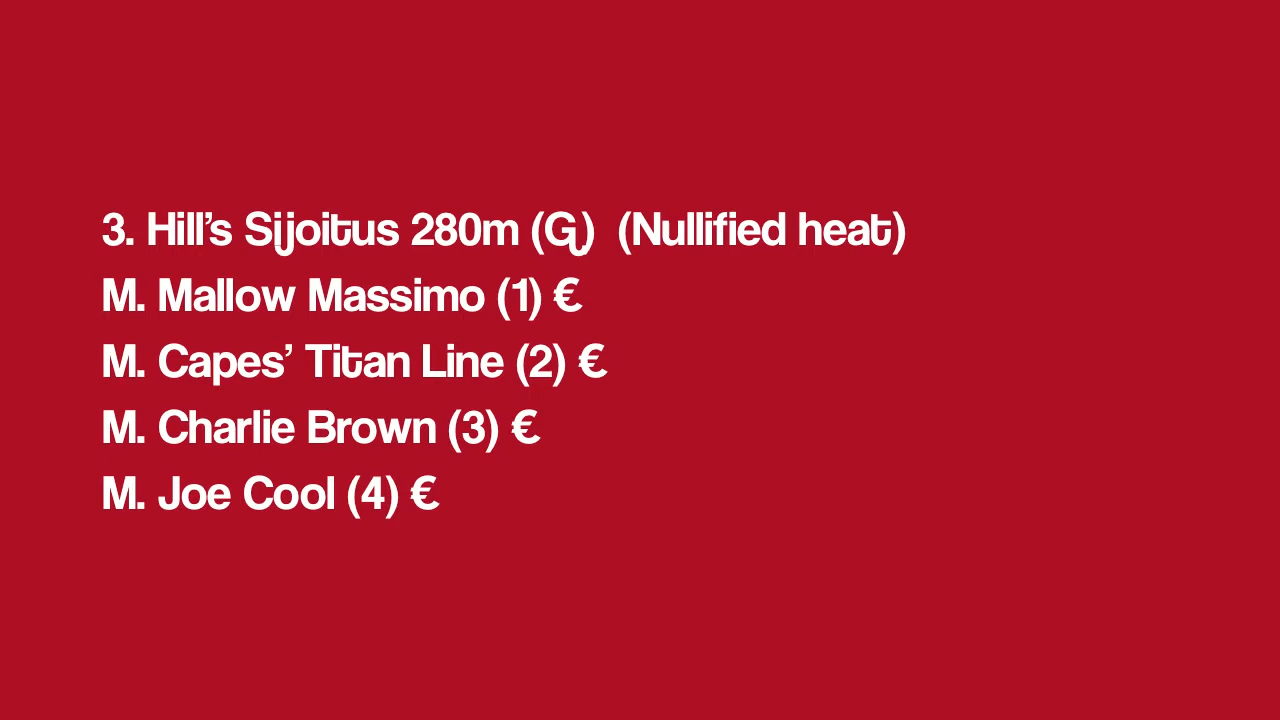 3. Hill’s Sijoitus 280m (G) (Nullified heat)
M. Mallow Massimo (1) €
M. Capes’ Titan Line (2) €
M. Charlie Brown (3) €
M. Joe Cool (4) €